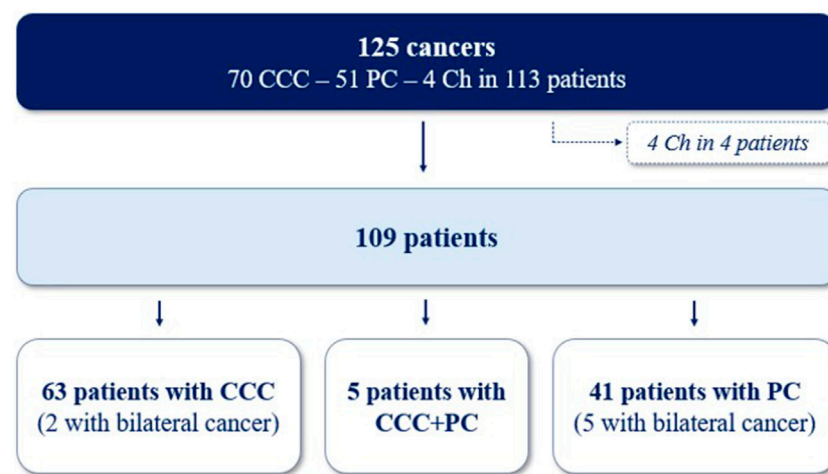 125 cancers
70 CCC – 51 PC – 4 Ch in 113 patients
4 Ch in 4 patients
109 patients
63 patients with CCC
(2 with bilateral cancer)
5 patients with
CCC+PC
41 patients with PC
(5 with bilateral cancer)